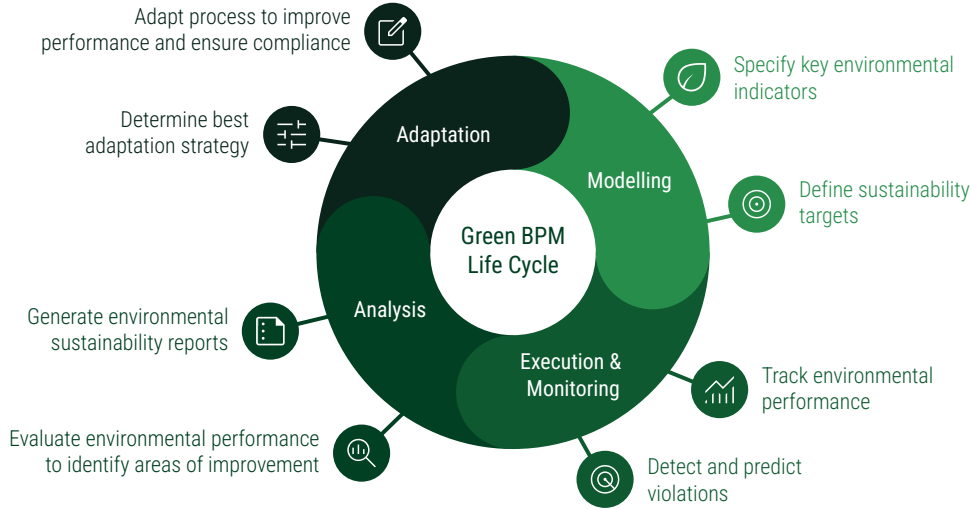 Adapt process to improve
performance and ensure compliance
Determine best
adaptation strategy
Adaptation
Specify key environmental
indicators
Modelling
Define sustainability
targets
Green BPM
Life Cycle
Generate environmental
sustainability reports
Analysis
Execution &
Monitoring
Track environmental
performance
Evaluate environmental performance
to identify areas of improvement
Detect and predict
violations